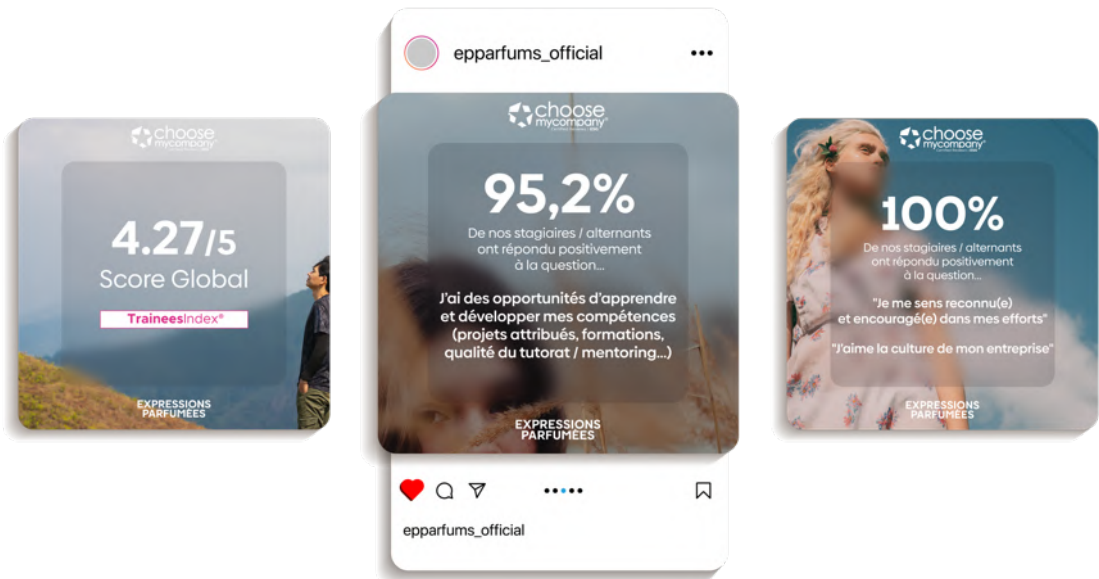 choose
mycompany
4.27/5
Score Global
TraineesIndex®
EXPRESSIONS
PARFUMÉES
epparfums_official
choose
mycompany
95,2%
De nos stagiaires / alternants
ont répondu positivement
à la question...
J'ai des opportunités d'apprendre
et développer mes compétences
(projets attribués, formations,
qualité du tutorat / mentoring...)
EXPRESSIONS
PARFUMÉES
epparfums_official
choose
mycompany
100%
De nos stagiaires / alternants
ont répondu positivement
à la question...
"Je me sens reconnu(e)
et encouragé(e) dans mes efforts"
"J'aime la culture de mon entreprise"
EXPRESSIONS
PARFUMÉES